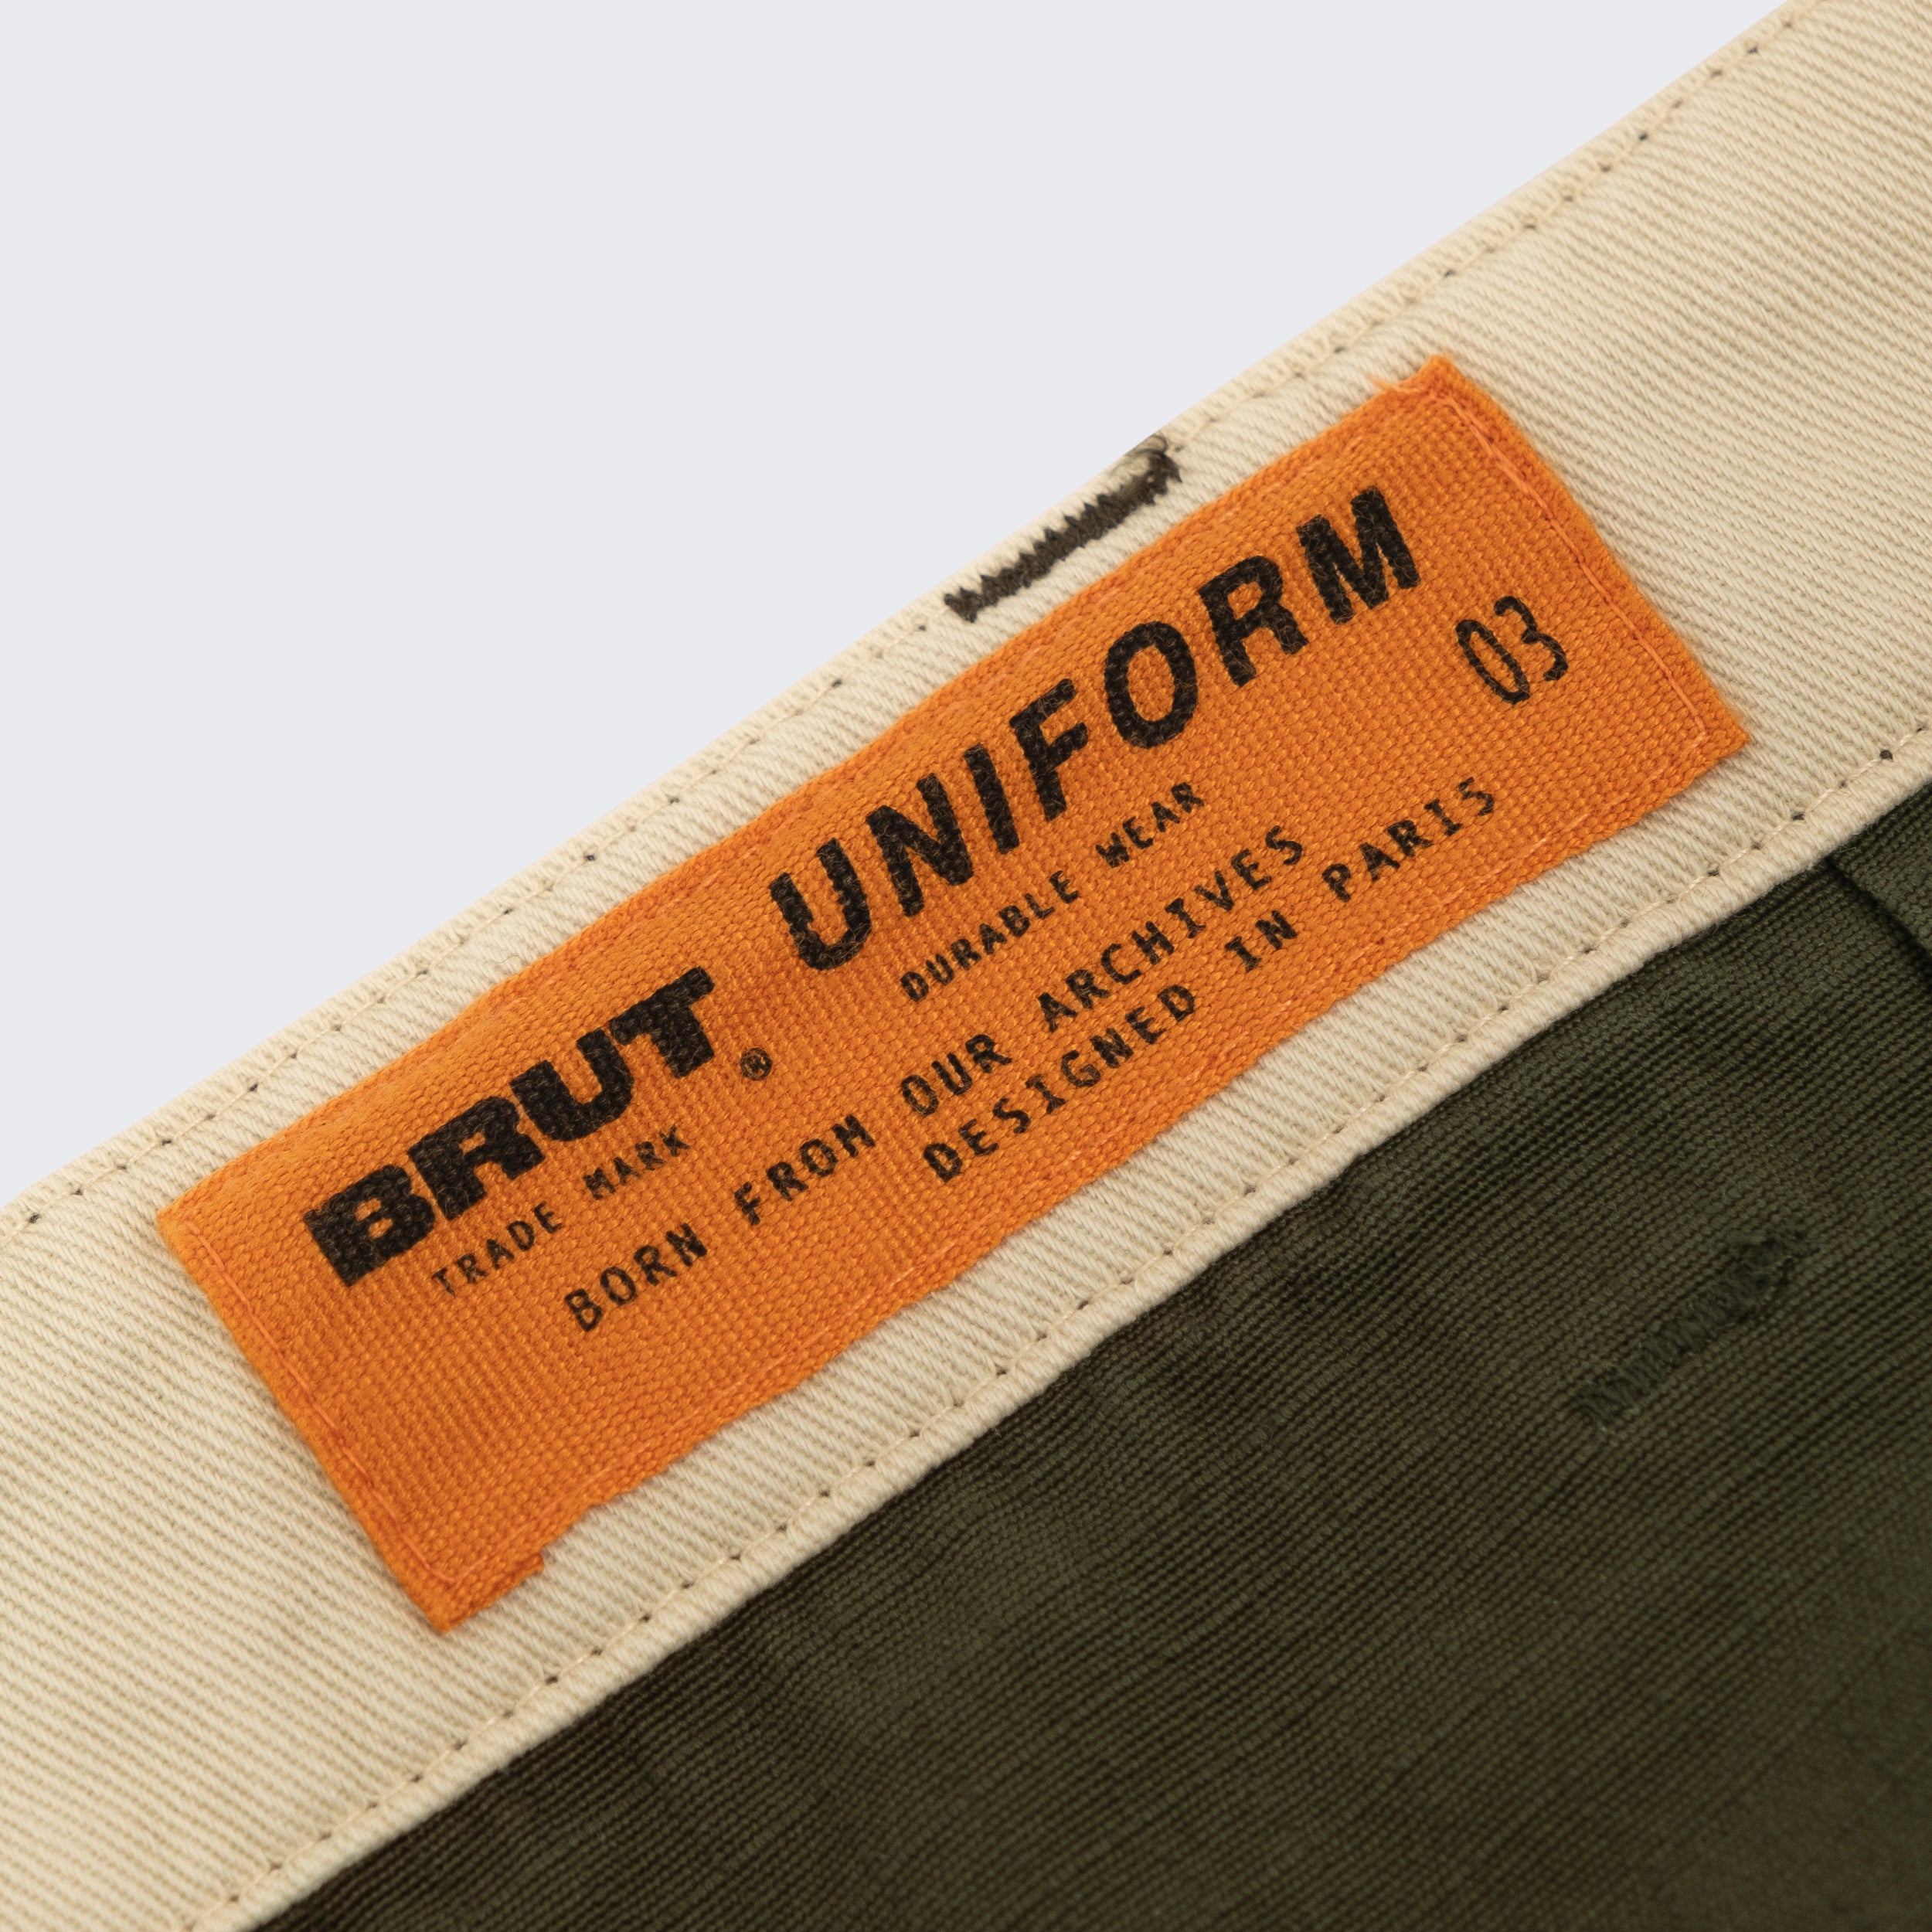 BRUT® UNIFORM
TRADE MARK DURABLE WEAR 03
BORN FROM OUR ARCHIVES
DESIGNED IN PARIS